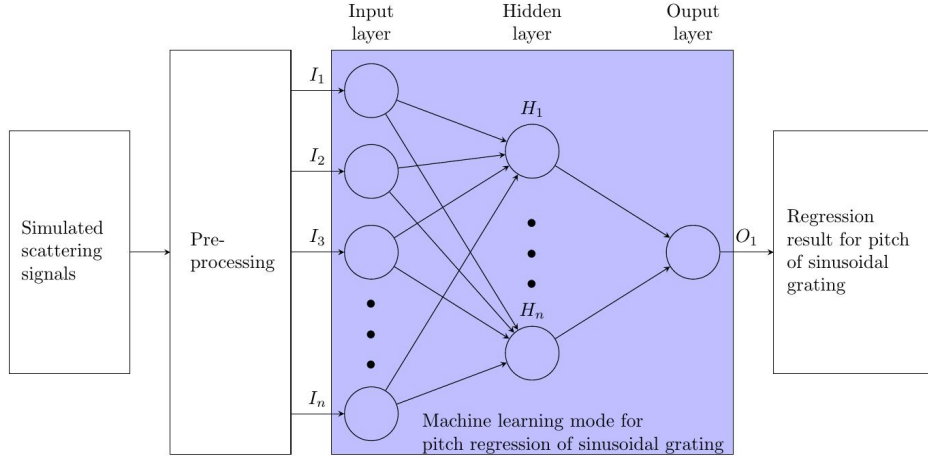 Input
layer
Hidden
layer
Ouput
layer
Simulated
scattering
signals
Pre-
processing
I₁
I₂
I₃
Iₙ
H₁
Hₙ
O₁
Regression
result for pitch
of sinusoidal
grating
Machine learning mode for
pitch regression of sinusoidal grating